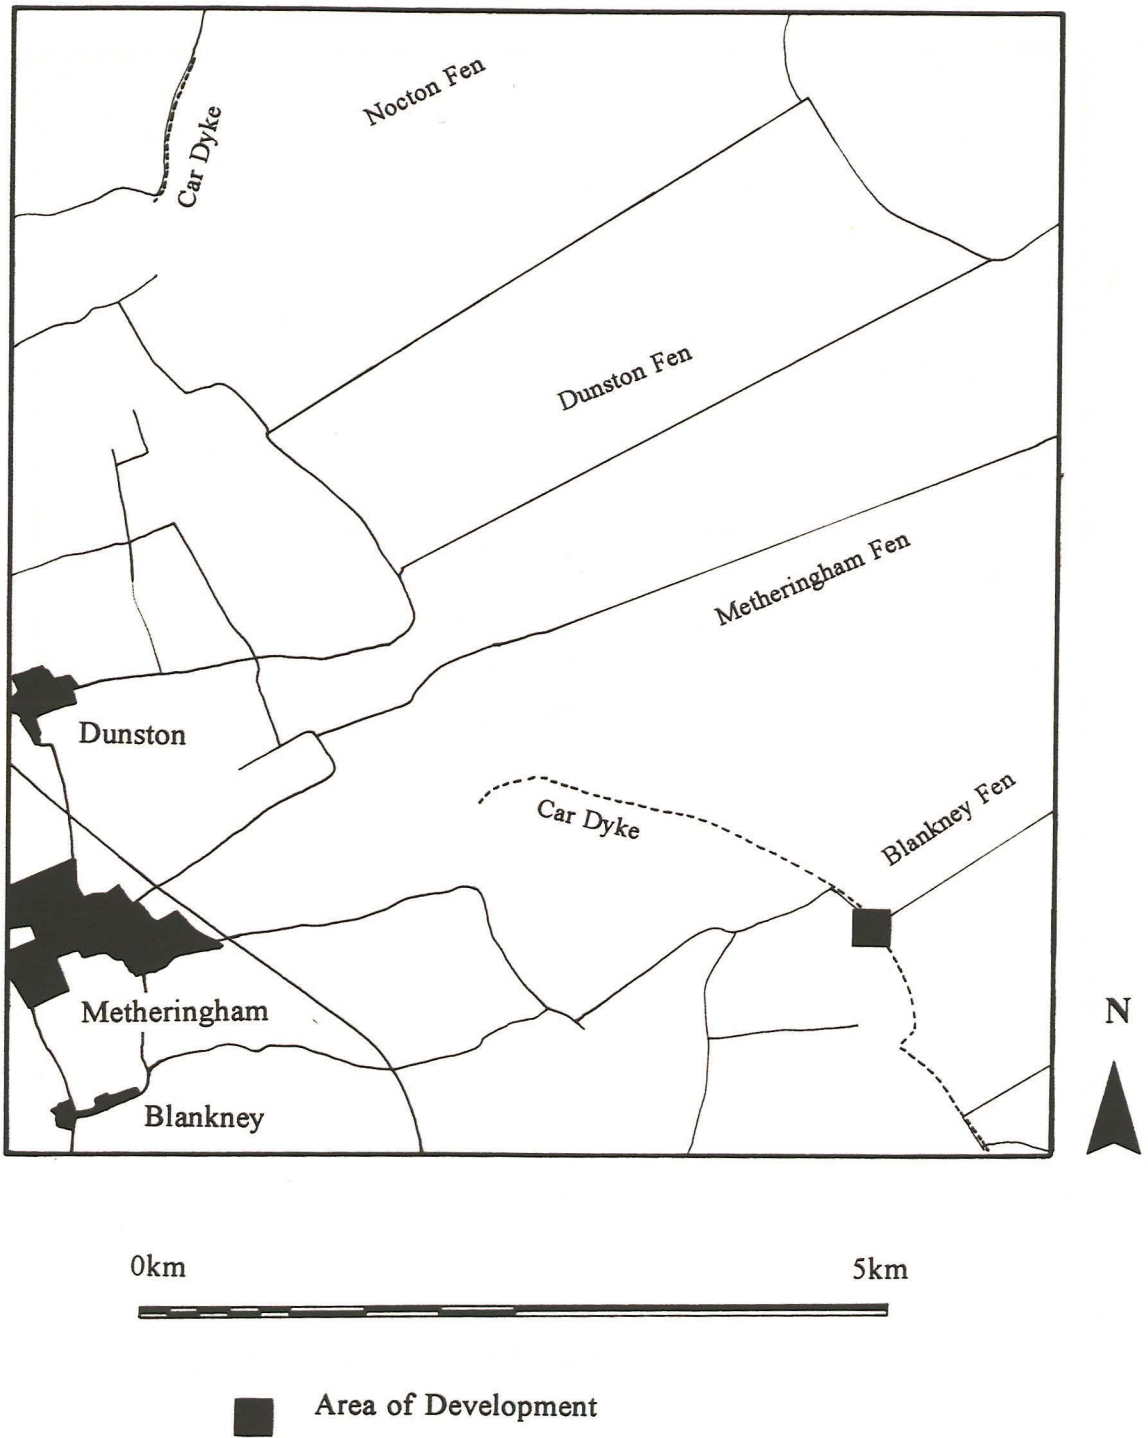 Nocton Fen
Car Dyke
Dunston Fen
Metheringham Fen
Dunston
Car Dyke
Blankney Fen
Metheringham
N
Blankney
0km 5km
Area of Development